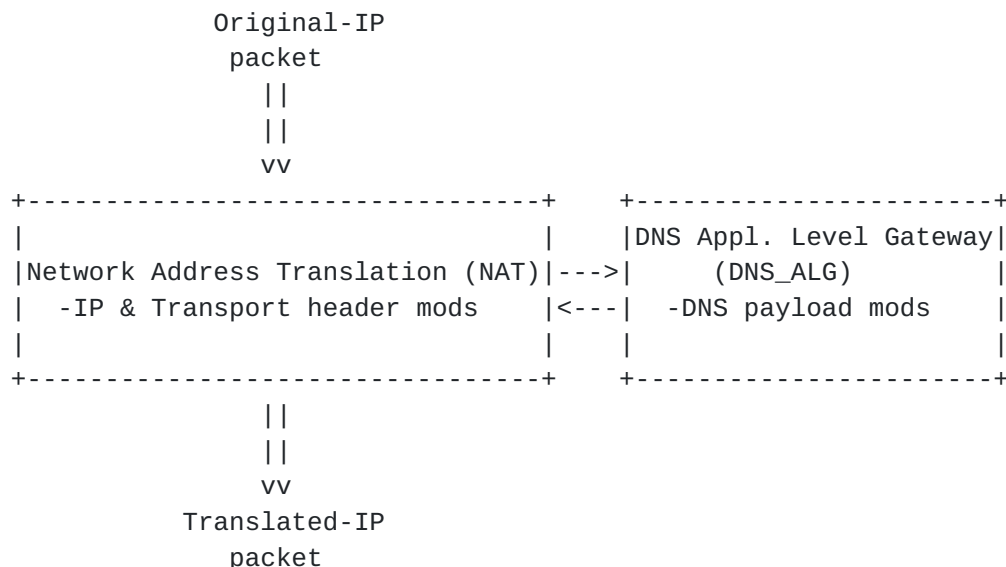 Original-IP
packet
||
||
vv
+---------------------------------+     +-----------------------+
|                                 |     |DNS Appl. Level Gateway|
|Network Address Translation (NAT)|--->|     (DNS_ALG)         |
|  -IP & Transport header mods    |<---|  -DNS payload mods    |
|                                 |     |                       |
+---------------------------------+     +-----------------------+
||
||
vv
Translated-IP
packet